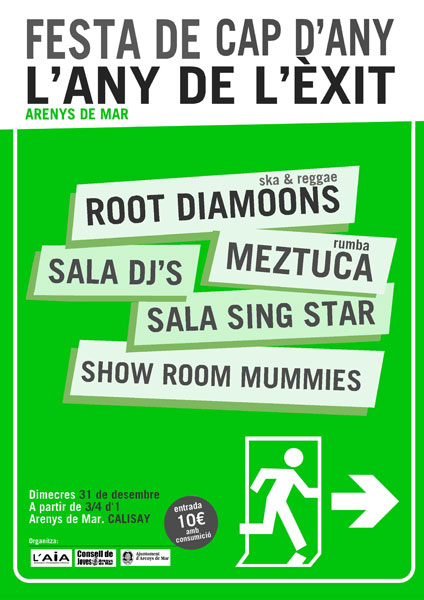 FESTA DE CAP D'ANY
L'ANY DE L'ÈXIT
ARENYS DE MAR
ska & reggae
ROOT DIAMOONS
rumba
MEZTUCA
SALA DJ'S
SALA SING STAR
SHOW ROOM MUMMIES
Dimecres 31 de desembre
A partir de 3/4 d'1
Arenys de Mar. CALISAY
entrada
10€
amb
consumició
Organitza:
L'AIA
Consell de
Joves
Ajuntament
d'Arenys de Mar